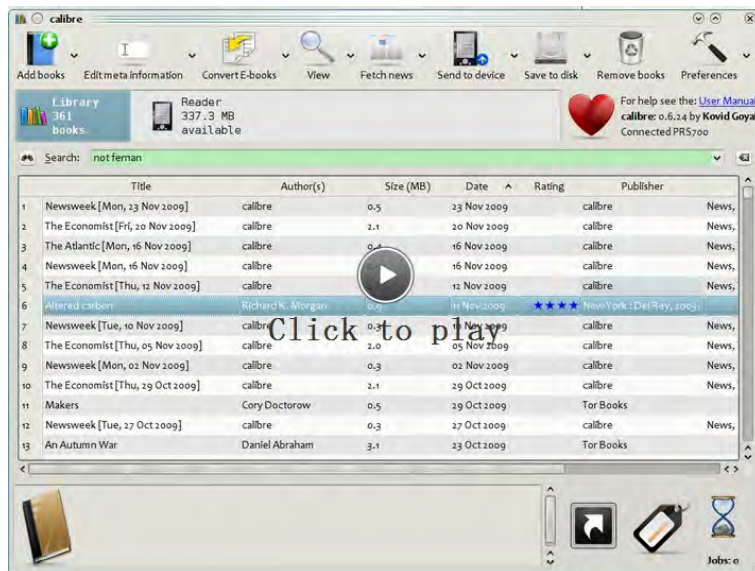 calibre
Add books Edit meta information Convert E-books View Fetch news Send to device Save to disk Remove books Preferences
Library
361
books
Reader
337.3 MB
available
For help see the: User Manual
calibre: 0.6.24 by Kovid Goyal
Connected PRS700
Search: not fernan
Title Author(s) Size (MB) Date Rating Publisher
1 Newsweek [Mon, 23 Nov 2009] calibre 0.5 23 Nov 2009 calibre News,
2 The Economist [Fri, 20 Nov 2009] calibre 2.1 20 Nov 2009 calibre News,
3 The Atlantic [Mon, 16 Nov 2009] calibre 16 Nov 2009 calibre News,
4 Newsweek [Mon, 16 Nov 2009] calibre 16 Nov 2009 calibre News,
5 The Economist [Thu, 12 Nov 2009] calibre 12 Nov 2009 calibre News,
6 Altered carbon Richard K. Morgan 0.9 11 Nov 2009 ★★★★ New York : Del Rey, 2003.
Click to play
7 Newsweek [Tue, 10 Nov 2009] calibre 0.3 10 Nov 2009 calibre News,
8 The Economist [Thu, 05 Nov 2009] calibre 2.0 05 Nov 2009 calibre News,
9 Newsweek [Mon, 02 Nov 2009] calibre 0.3 02 Nov 2009 calibre News,
10 The Economist [Thu, 29 Oct 2009] calibre 2.1 29 Oct 2009 calibre News,
11 Makers Cory Doctorow 0.5 29 Oct 2009 Tor Books
12 Newsweek [Tue, 27 Oct 2009] calibre 0.3 27 Oct 2009 calibre News,
13 An Autumn War Daniel Abraham 3.1 23 Oct 2009 Tor Books
Jobs: 0